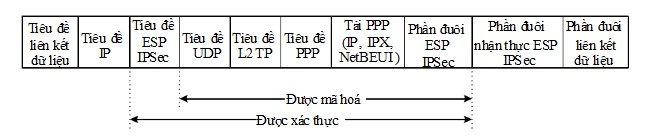 Tiêu đề
liên kết
dữ liệu
Tiêu đề
IP
Tiêu đề
ESP
IPSec
Tiêu đề
UDP
Tiêu đề
L2TP
Tiêu đề
PPP
Tải PPP
(IP, IPX,
NetBEUI)
Phần đuôi
ESP
IPSec
Phần đuôi
nhận thực ESP
IPSec
Phần đuôi
liên kết
dữ liệu
Được mã hoá
Được xác thực